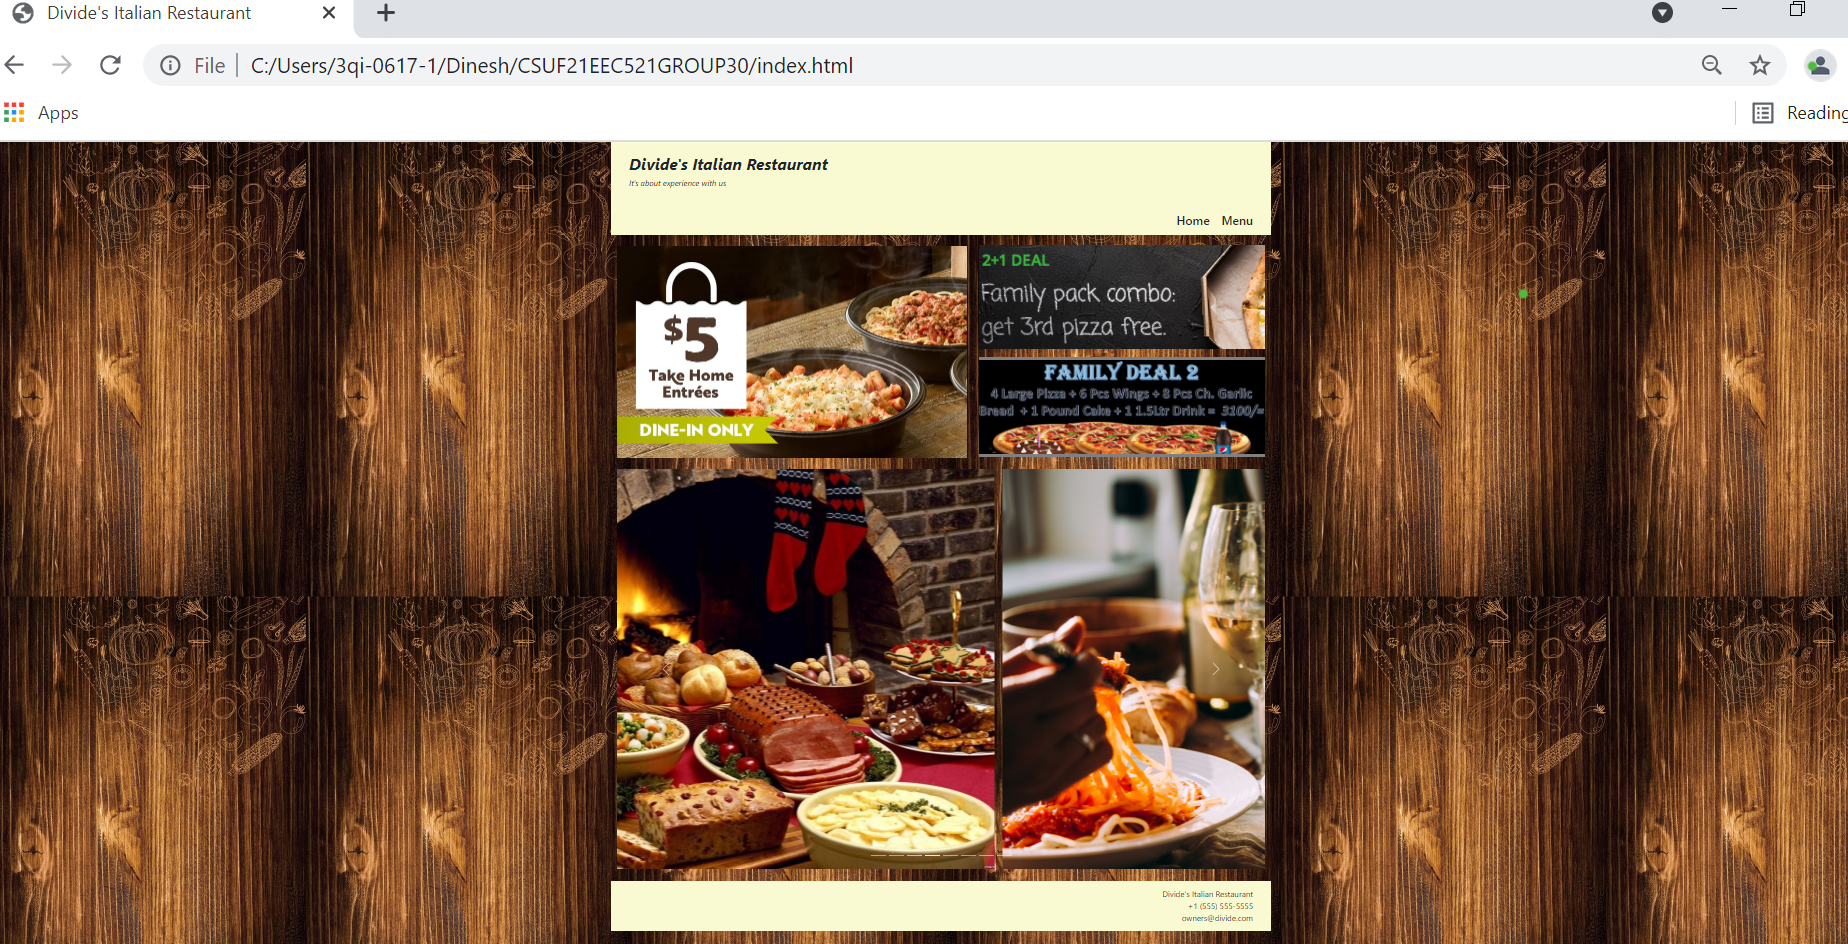 Divide's Italian Restaurant
File
C:/Users/3qi-0617-1/Dinesh/CSUF21EEC521GROUP30/index.html
Apps
Reading
Divide's Italian Restaurant
It's about experience with us
Home Menu
$5
Take Home
Entrées
DINE-IN ONLY
2+1 DEAL
Family pack combo:
get 3rd pizza free.
FAMILY DEAL 2
4 Large Pizza + 6 Pcs Wings + 8 Pcs Ch. Garlic
Bread + 1 Pound Cake + 1 1.5Ltr Drink = 3100/=
Divide's Italian Restaurant
+1 (555) 555-5555
owners@divide.com